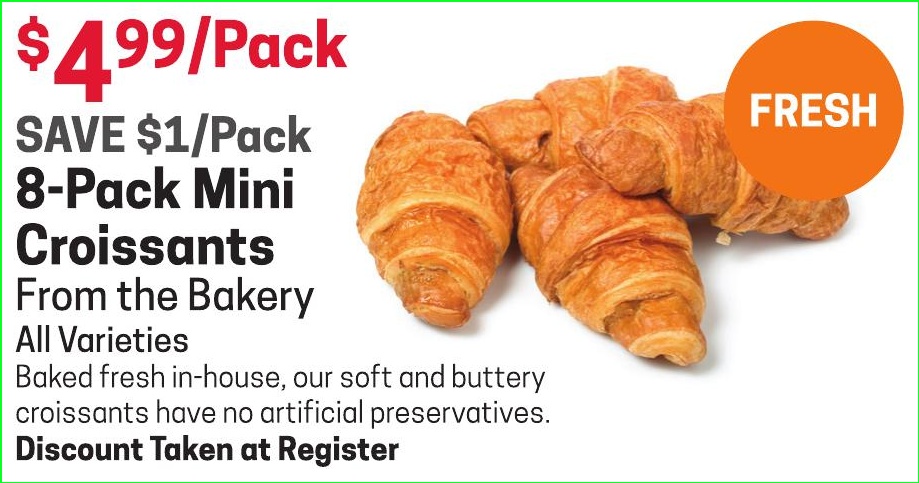 $4.99/Pack
SAVE $1/Pack
8-Pack Mini
Croissants
From the Bakery
All Varieties
Baked fresh in-house, our soft and buttery
croissants have no artificial preservatives.
Discount Taken at Register
FRESH